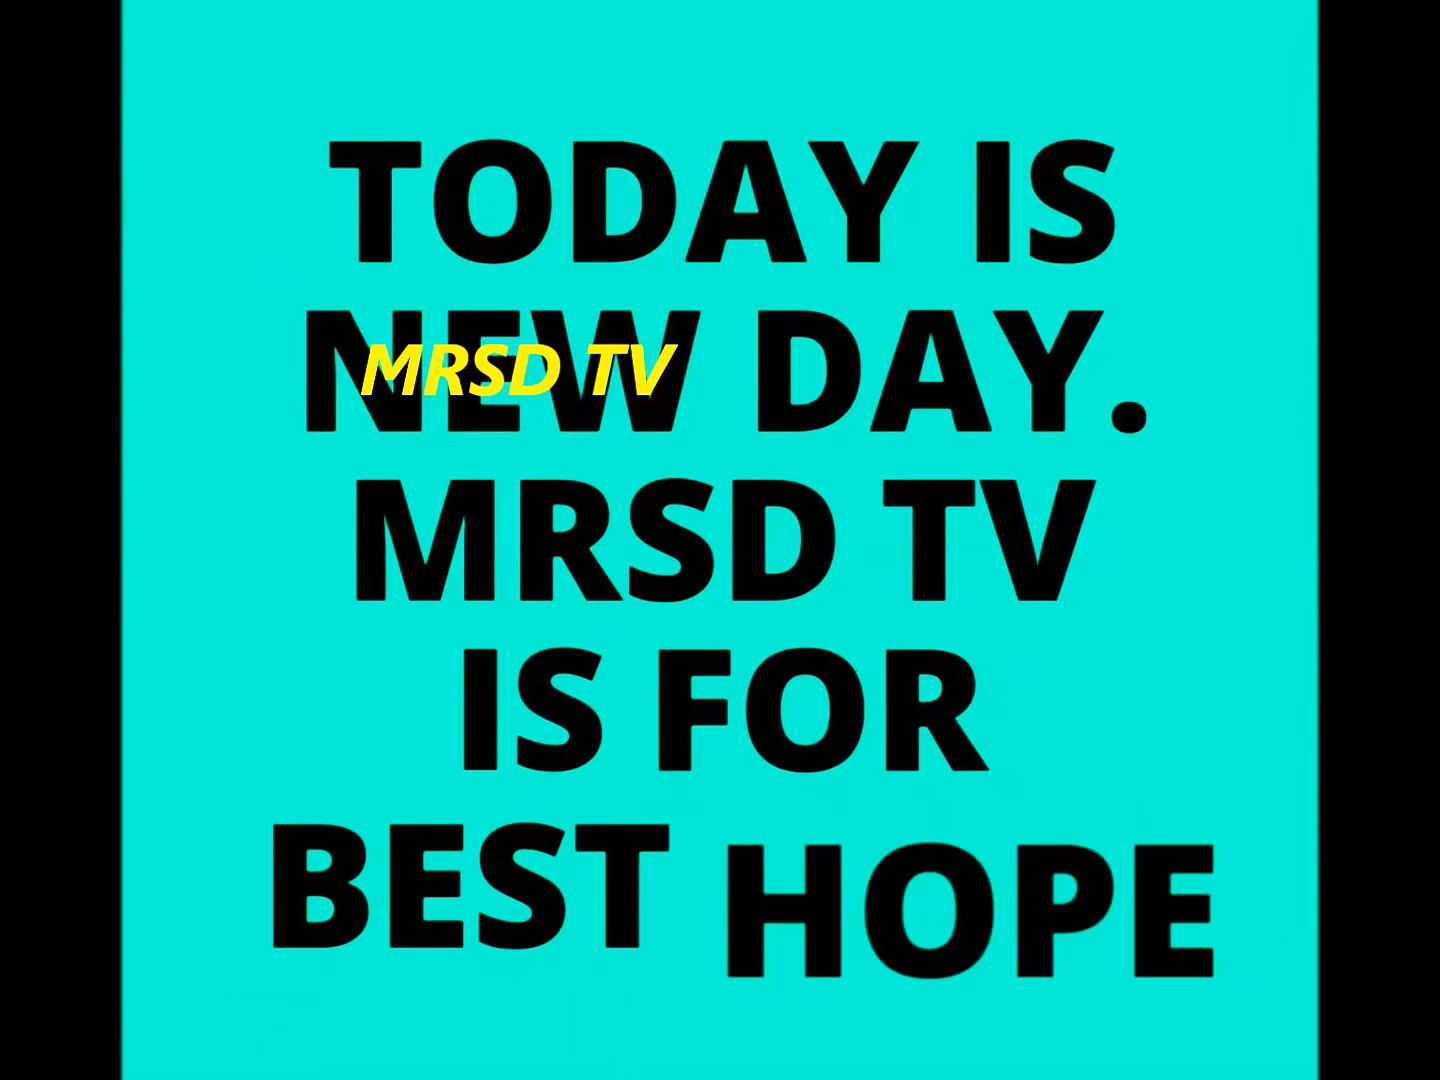 TODAY IS
NEW DAY.
MRSD TV
MRSD TV
IS FOR
BEST HOPE